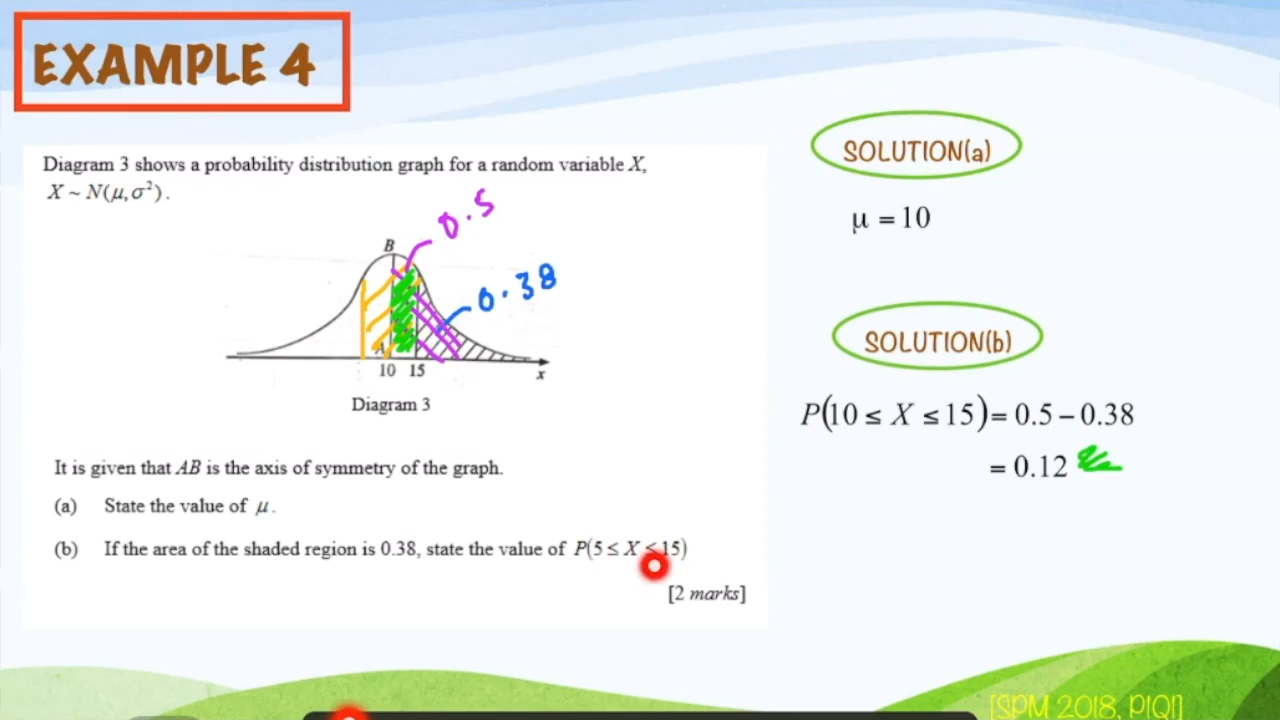 EXAMPLE 4
Diagram 3 shows a probability distribution graph for a random variable X,
X ~ N(μ,σ²).
0.5
B
0.38
A
10 15
x
Diagram 3
It is given that AB is the axis of symmetry of the graph.
(a) State the value of μ.
(b) If the area of the shaded region is 0.38, state the value of P(5 ≤ X ≤ 15)
[2 marks]
SOLUTION(a)
μ = 10
SOLUTION(b)
P(10 ≤ X ≤ 15) = 0.5 − 0.38
= 0.12
[SPM 2018, P1Q1]